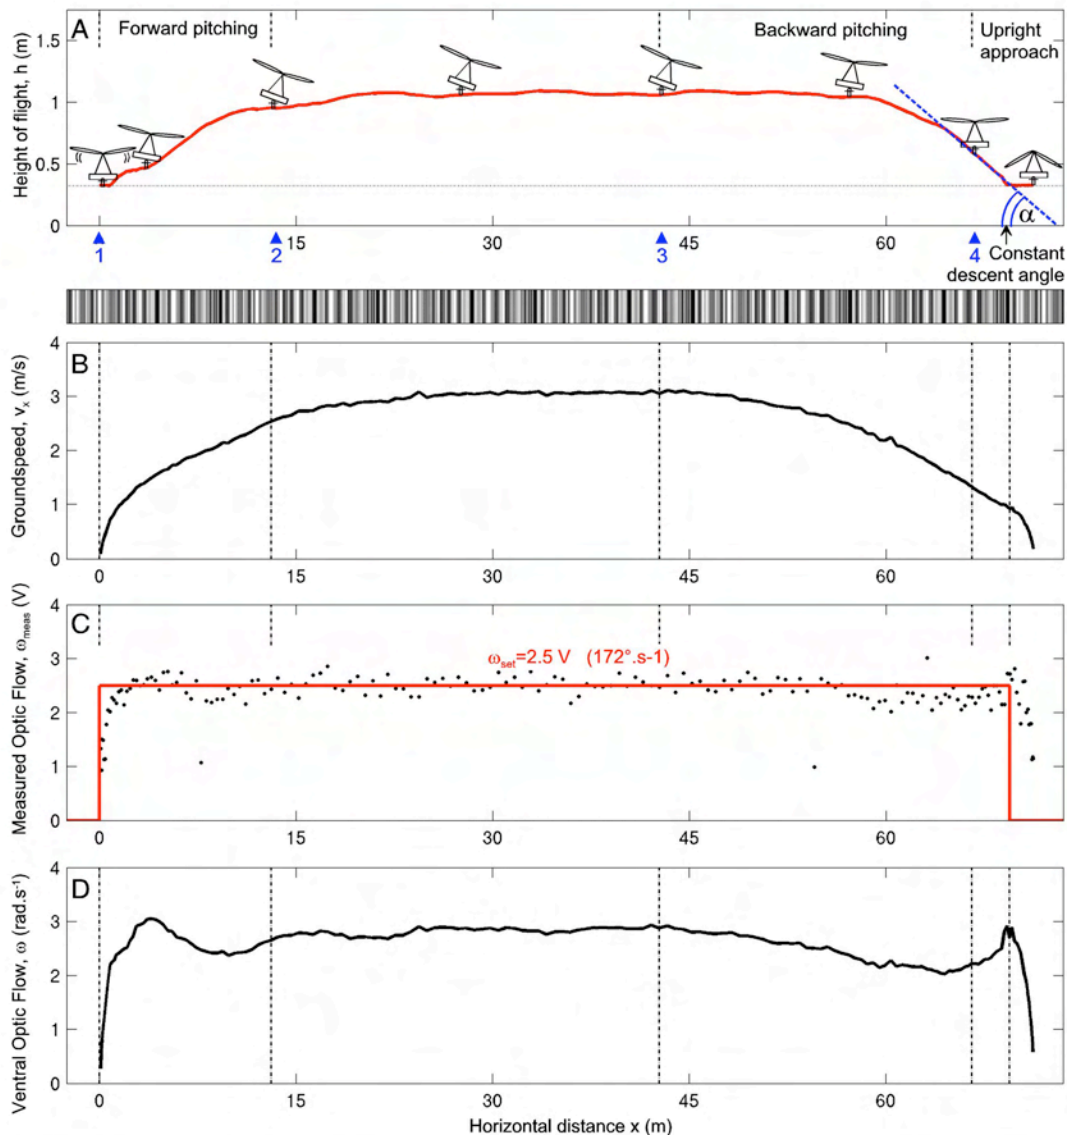 A
Forward pitching
Backward pitching
Upright
approach
Height of flight, h (m)
1.5
1
0.5
0
α
15
30
45
60
1
2
3
4
Constant
descent angle
B
Groundspeed, vₓ (m/s)
4
3
2
1
0
0
15
30
45
60
C
Measured Optic Flow, ω_meas (V)
4
3
2
1
0
ω_set=2.5 V (172°.s-1)
0
15
30
45
60
D
Ventral Optic Flow, ω (rad.s⁻¹)
4
3
2
1
0
0
15
30
45
60
Horizontal distance x (m)